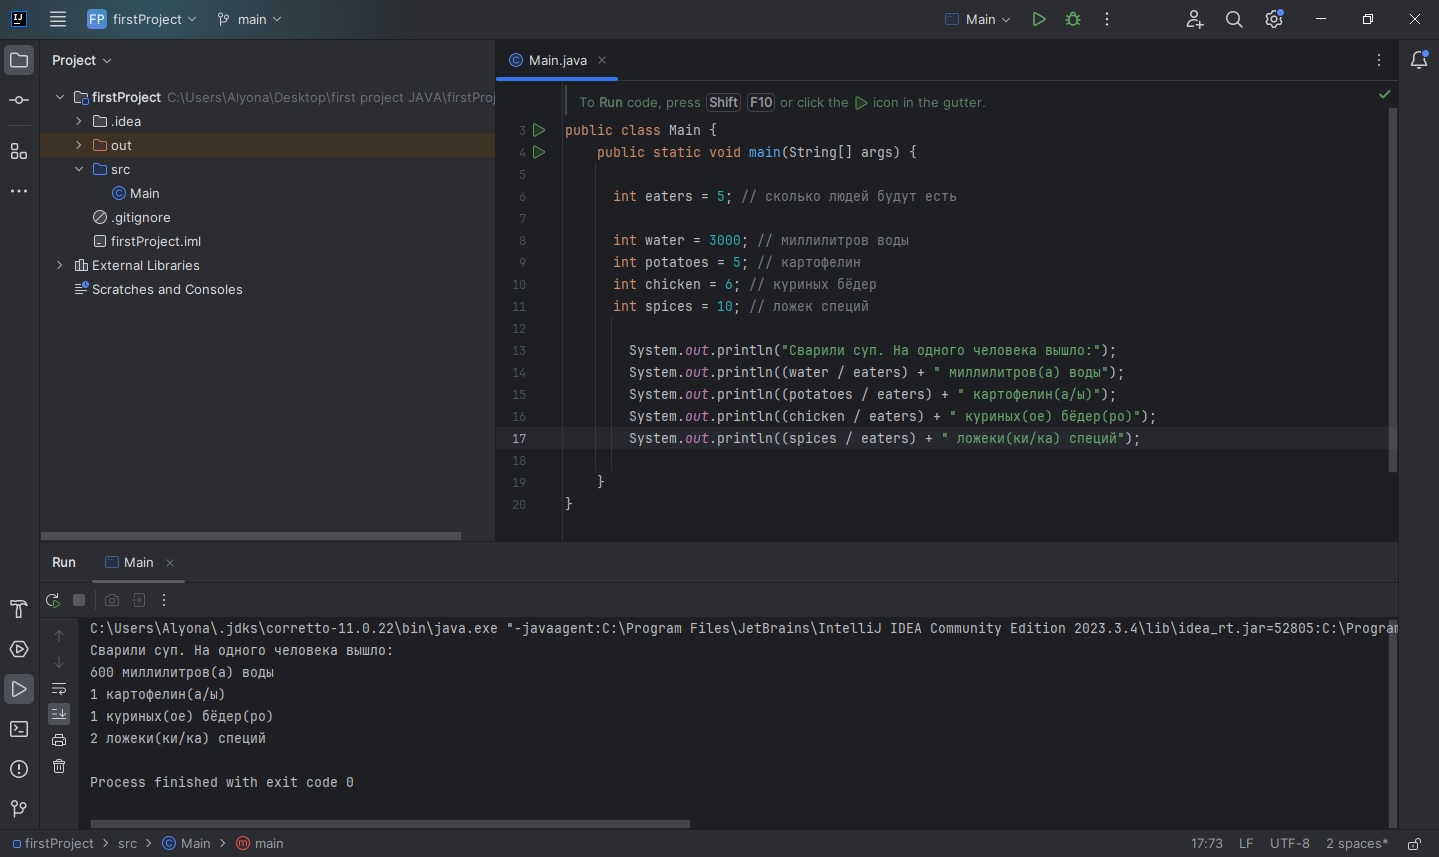 FP firstProject main Main
Project
Main.java
firstProject C:\Users\Alyona\Desktop\first project JAVA\firstProj
.idea
out
src
Main
.gitignore
firstProject.iml
External Libraries
Scratches and Consoles
To Run code, press Shift F10 or click the icon in the gutter.
3 public class Main {
4 public static void main(String[] args) {
5
6 int eaters = 5; // сколько людей будут есть
7
8 int water = 3000; // миллилитров воды
9 int potatoes = 5; // картофелин
10 int chicken = 6; // куриных бёдер
11 int spices = 10; // ложек специй
12
13 System.out.println("Сварили суп. На одного человека вышло:");
14 System.out.println((water / eaters) + " миллилитров(а) воды");
15 System.out.println((potatoes / eaters) + " картофелин(а/ы)");
16 System.out.println((chicken / eaters) + " куриных(ое) бёдер(ро)");
17 System.out.println((spices / eaters) + " ложеки(ки/ка) специй");
18
19 }
20 }
Run Main
C:\Users\Alyona\.jdks\corretto-11.0.22\bin\java.exe "-javaagent:C:\Program Files\JetBrains\IntelliJ IDEA Community Edition 2023.3.4\lib\idea_rt.jar=52805:C:\Program
Сварили суп. На одного человека вышло:
600 миллилитров(а) воды
1 картофелин(а/ы)
1 куриных(ое) бёдер(ро)
2 ложеки(ки/ка) специй
Process finished with exit code 0
firstProject src Main main 17:73 LF UTF-8 2 spaces*